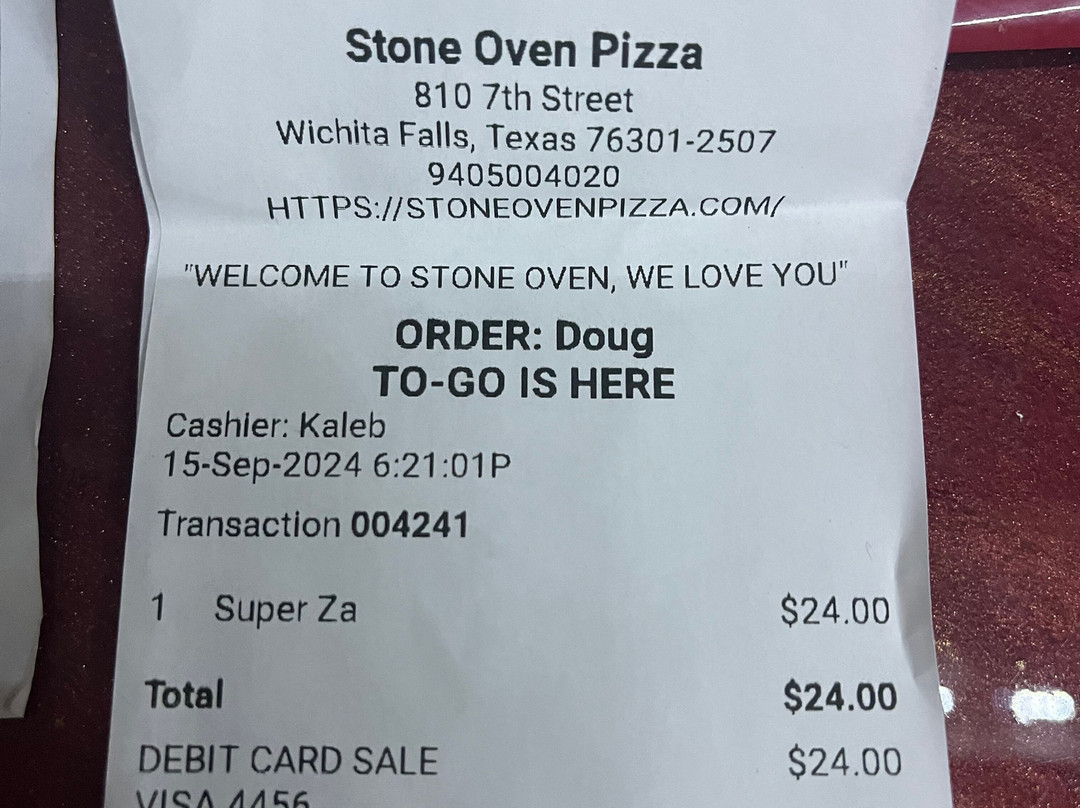 Stone Oven Pizza
810 7th Street
Wichita Falls, Texas 76301-2507
9405004020
HTTPS://STONEOVENPIZZA.COM/
"WELCOME TO STONE OVEN, WE LOVE YOU"
ORDER: Doug
TO-GO IS HERE
Cashier: Kaleb
15-Sep-2024 6:21:01P
Transaction 004241
1 Super Za $24.00
Total $24.00
DEBIT CARD SALE $24.00
VISA 4456